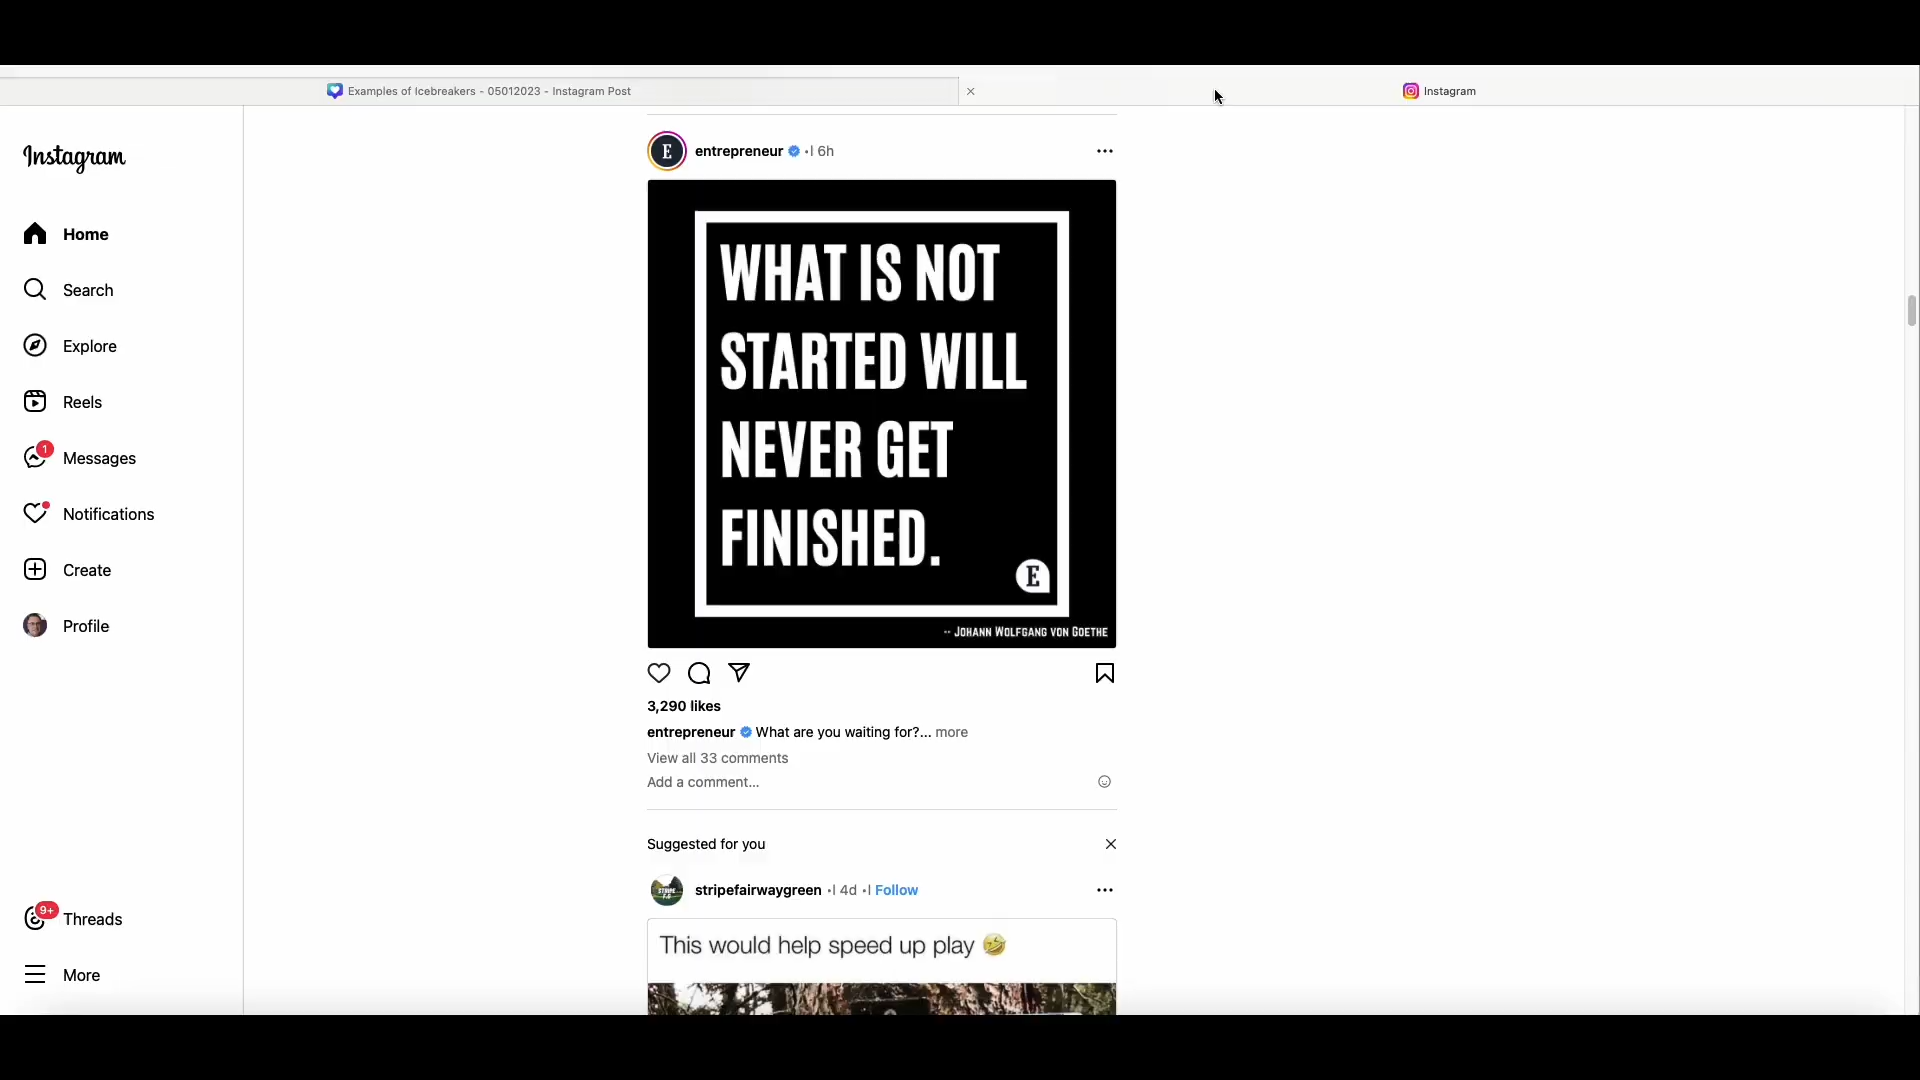 Examples of Icebreakers - 05012023 - Instagram Post
Instagram
Instagram
Home
Search
Explore
Reels
1
Messages
Notifications
Create
Profile
9+
Threads
More
E
entrepreneur • 6h
WHAT IS NOT
STARTED WILL
NEVER GET
FINISHED.
E
-- JOHANN WOLFGANG VON GOETHE
3,290 likes
entrepreneur What are you waiting for?... more
View all 33 comments
Add a comment...
Suggested for you
stripefairwaygreen • 4d • Follow
This would help speed up play 🤣